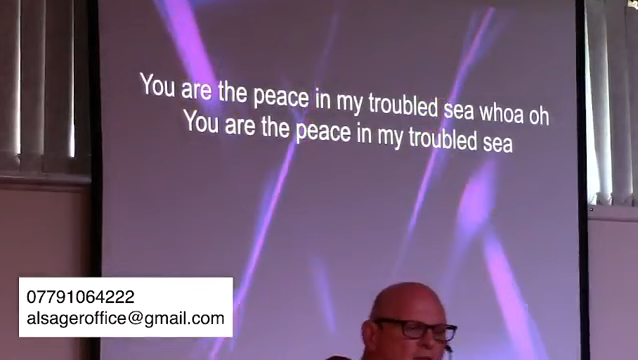 You are the peace in my troubled sea whoa oh
You are the peace in my troubled sea
07791064222
alsageroffice@gmail.com